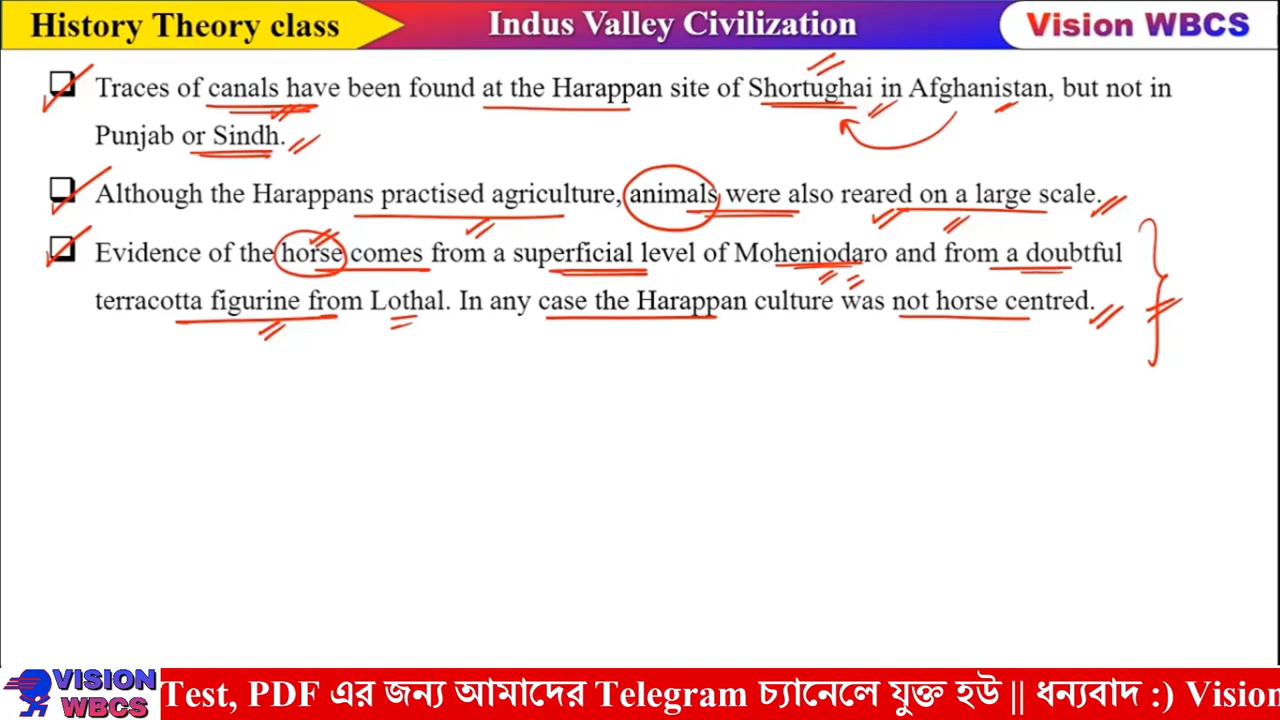 History Theory class
Indus Valley Civilization
Vision WBCS
Traces of canals have been found at the Harappan site of Shortughai in Afghanistan, but not in
Punjab or Sindh.
Although the Harappans practised agriculture, animals were also reared on a large scale.
Evidence of the horse comes from a superficial level of Mohenjodaro and from a doubtful
terracotta figurine from Lothal. In any case the Harappan culture was not horse centred.
VISION
WBCS
Test, PDF এর জন্য আমাদের Telegram চ্যানেলে যুক্ত হউ || ধন্যবাদ :) Vision